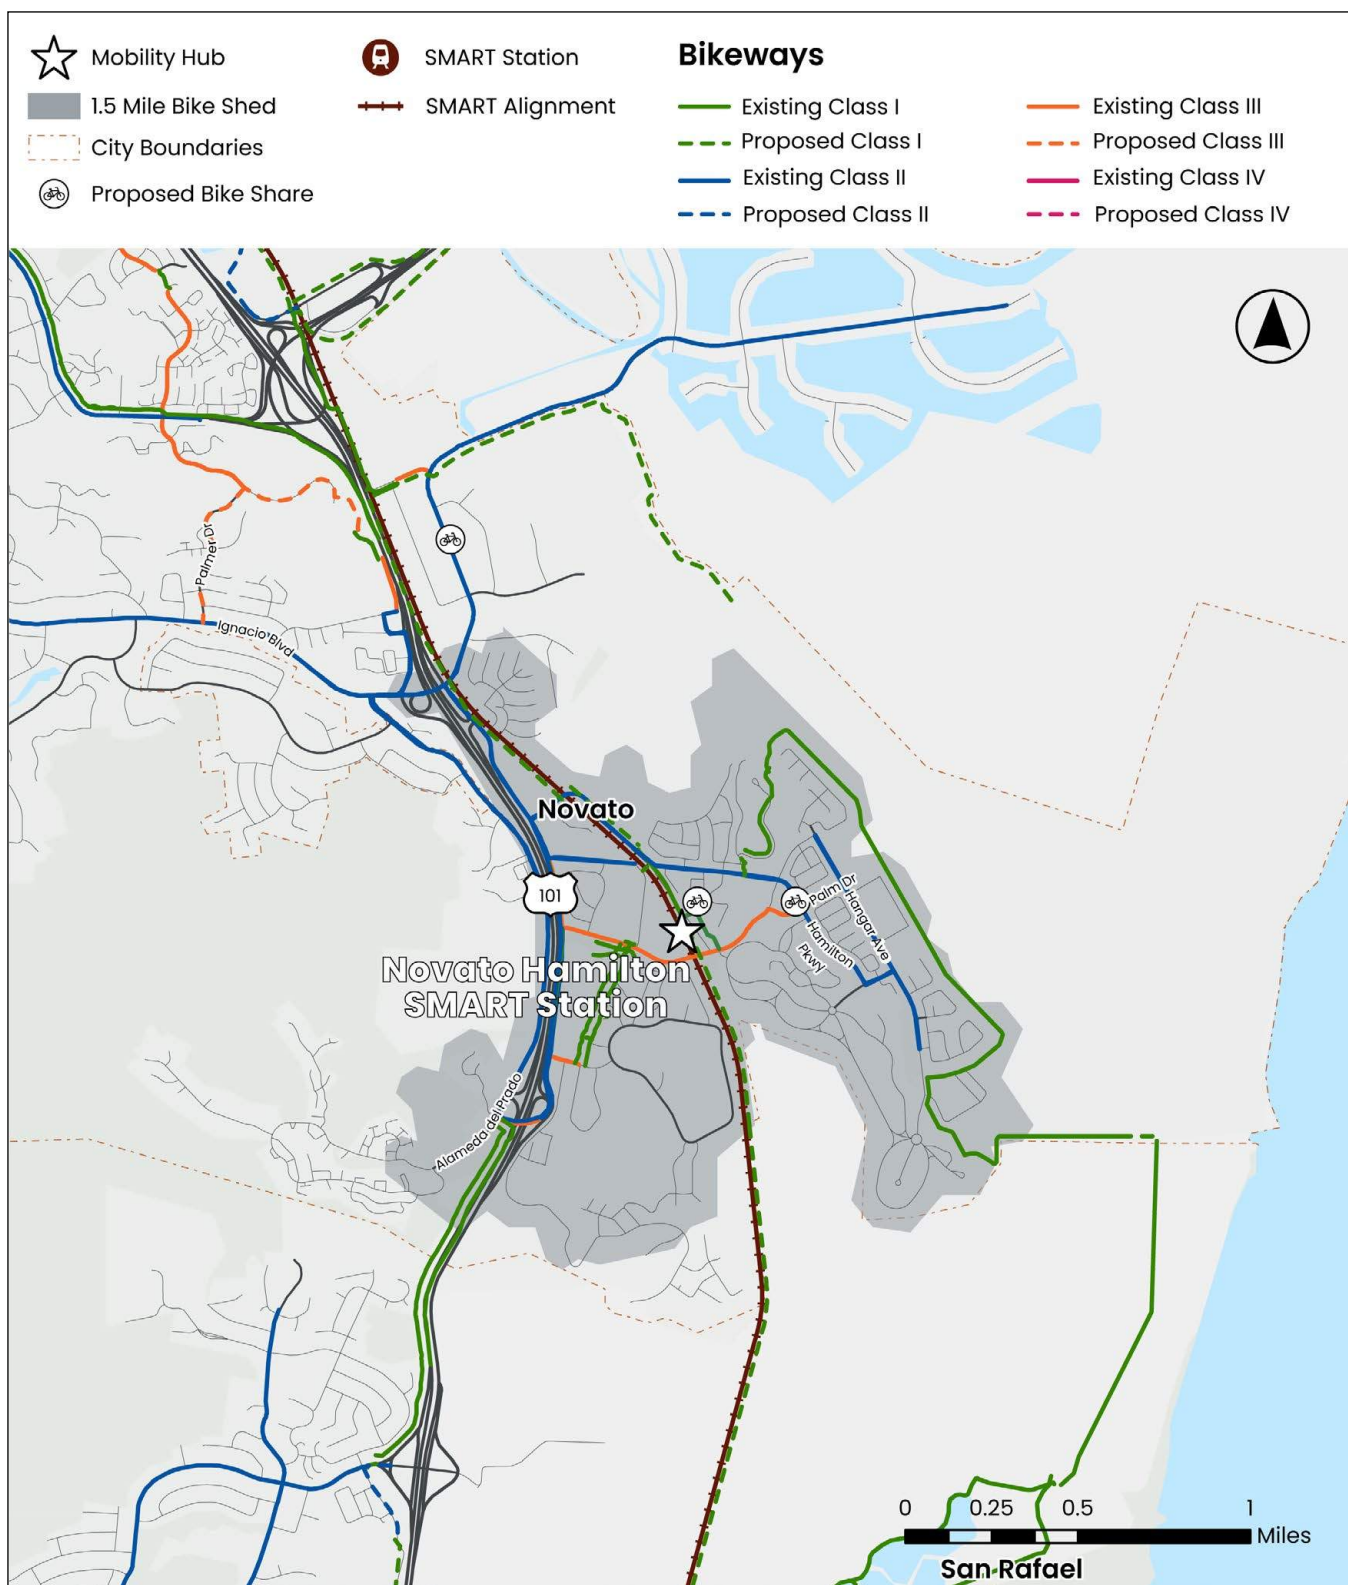 Mobility Hub
1.5 Mile Bike Shed
City Boundaries
Proposed Bike Share
SMART Station
SMART Alignment
Bikeways
Existing Class I
Proposed Class I
Existing Class II
Proposed Class II
Existing Class III
Proposed Class III
Existing Class IV
Proposed Class IV
Palmer Dr
Ignacio Blvd
Novato
101
Palm Dr
Hangar Ave
Hamilton
Pkwy
Novato Hamilton
SMART Station
Alameda del Prado
0 0.25 0.5 1
Miles
San Rafael